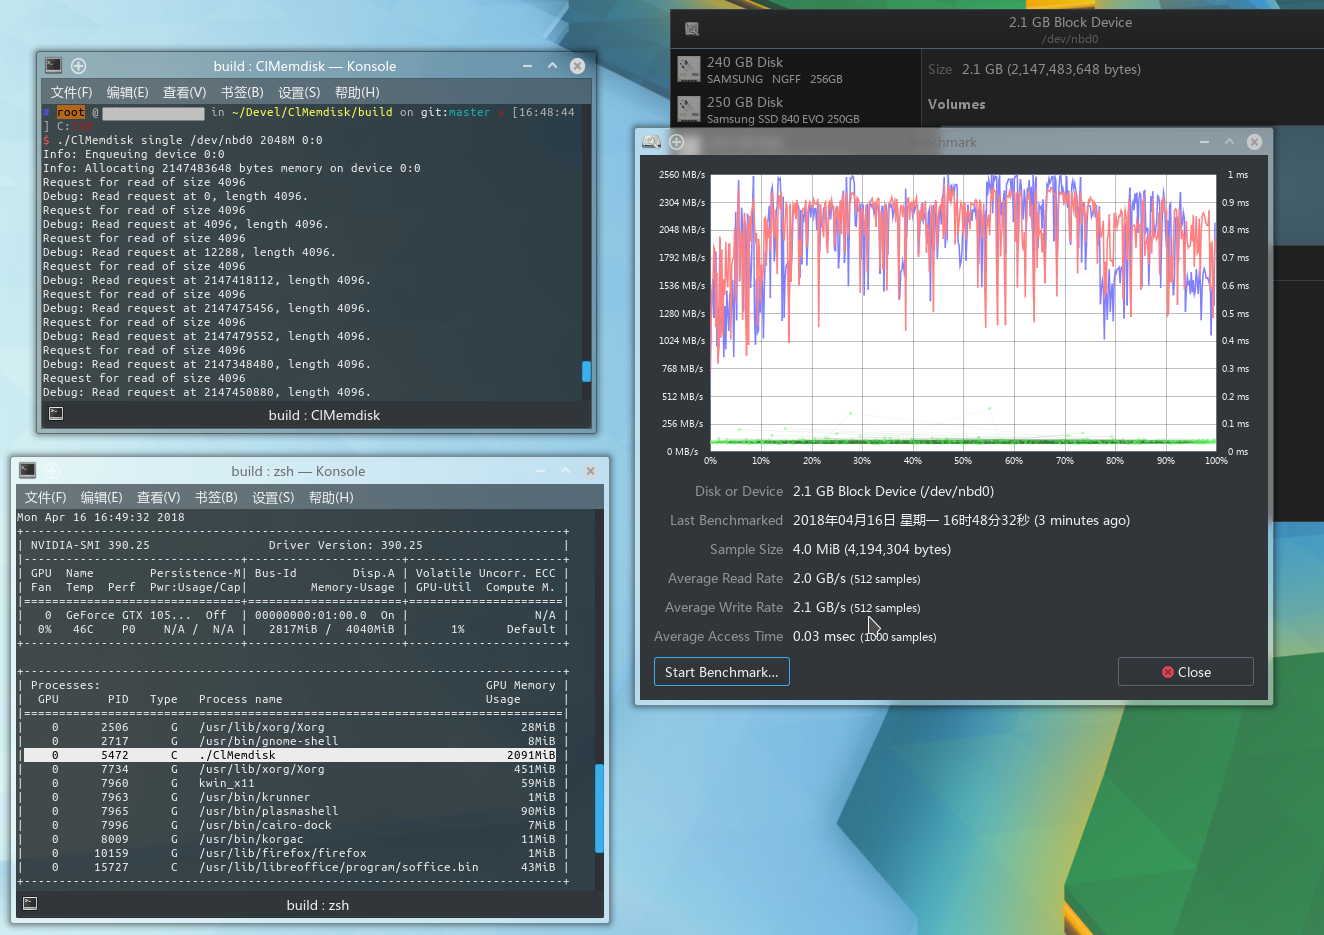 build : ClMemdisk — Konsole
文件(F) 编辑(E) 查看(V) 书签(B) 设置(S) 帮助(H)
# root @ in ~/Devel/ClMemdisk/build on git:master x [16:48:44
] C:130
$ ./ClMemdisk single /dev/nbd0 2048M 0:0
Info: Enqueuing device 0:0
Info: Allocating 2147483648 bytes memory on device 0:0
Request for read of size 4096
Debug: Read request at 0, length 4096.
Request for read of size 4096
Debug: Read request at 4096, length 4096.
Request for read of size 4096
Debug: Read request at 12288, length 4096.
Request for read of size 4096
Debug: Read request at 2147418112, length 4096.
Request for read of size 4096
Debug: Read request at 2147475456, length 4096.
Request for read of size 4096
Debug: Read request at 2147479552, length 4096.
Request for read of size 4096
Debug: Read request at 2147348480, length 4096.
Request for read of size 4096
Debug: Read request at 2147450880, length 4096.
build : ClMemdisk
build : zsh — Konsole
文件(F) 编辑(E) 查看(V) 书签(B) 设置(S) 帮助(H)
Mon Apr 16 16:49:32 2018
+-----------------------------------------------------------------------------+
| NVIDIA-SMI 390.25                 Driver Version: 390.25                    |
|-------------------------------+----------------------+----------------------+
| GPU  Name        Persistence-M| Bus-Id        Disp.A | Volatile Uncorr. ECC |
| Fan  Temp  Perf  Pwr:Usage/Cap|         Memory-Usage | GPU-Util  Compute M. |
|===============================+======================+======================|
|   0  GeForce GTX 105...  Off  | 00000000:01:00.0  On |                  N/A |
|  0%   46C    P0    N/A /  N/A |   2817MiB /  4040MiB |      1%      Default |
+-------------------------------+----------------------+----------------------+
+-----------------------------------------------------------------------------+
| Processes:                                                       GPU Memory |
|  GPU       PID   Type   Process name                             Usage      |
|=============================================================================|
|    0      2506      G   /usr/lib/xorg/Xorg                            28MiB |
|    0      2717      G   /usr/bin/gnome-shell                           8MiB |
|    0      5472      C   ./ClMemdisk                                 2091MiB |
|    0      7734      G   /usr/lib/xorg/Xorg                           451MiB |
|    0      7960      G   kwin_x11                                      59MiB |
|    0      7963      G   /usr/bin/krunner                               1MiB |
|    0      7965      G   /usr/bin/plasmashell                          90MiB |
|    0      7996      G   /usr/bin/cairo-dock                            7MiB |
|    0      8009      G   /usr/bin/korgac                               11MiB |
|    0     10159      G   /usr/lib/firefox/firefox                       1MiB |
|    0     15727      C   /usr/lib/libreoffice/program/soffice.bin      43MiB |
+-----------------------------------------------------------------------------+
build : zsh
2.1 GB Block Device
/dev/nbd0
240 GB Disk
SAMSUNG NGFF 256GB
250 GB Disk
Samsung SSD 840 EVO 250GB
Size 2.1 GB (2,147,483,648 bytes)
Volumes
Benchmark
2560 MB/s 1 ms
2304 MB/s 0.9 ms
2048 MB/s 0.8 ms
1792 MB/s 0.7 ms
1536 MB/s 0.6 ms
1280 MB/s 0.5 ms
1024 MB/s 0.4 ms
768 MB/s 0.3 ms
512 MB/s 0.2 ms
256 MB/s 0.1 ms
0 MB/s 0 ms
0% 10% 20% 30% 40% 50% 60% 70% 80% 90% 100%
Disk or Device 2.1 GB Block Device (/dev/nbd0)
Last Benchmarked 2018年04月16日 星期一 16时48分32秒 (3 minutes ago)
Sample Size 4.0 MiB (4,194,304 bytes)
Average Read Rate 2.0 GB/s (512 samples)
Average Write Rate 2.1 GB/s (512 samples)
Average Access Time 0.03 msec (1000 samples)
Start Benchmark...
Close